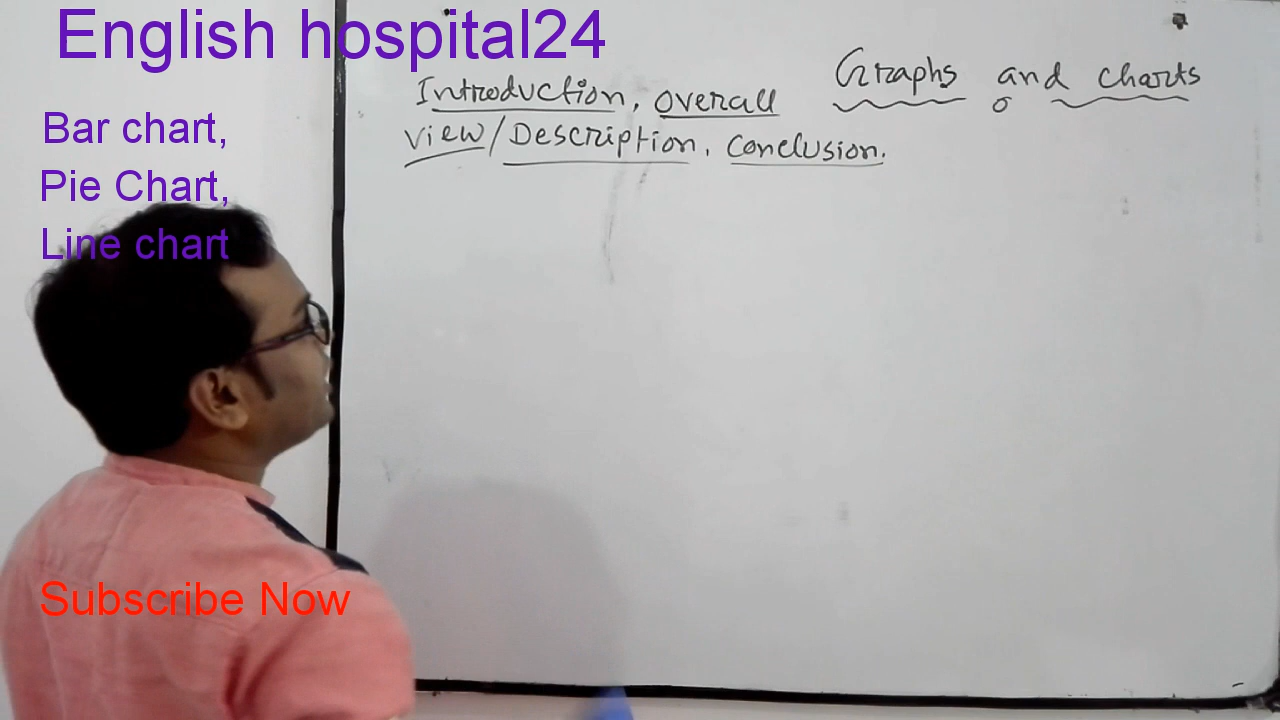 English hospital24
Bar chart,
Pie Chart,
Line chart
Graphs and charts
Introduction, overall
view/Description, conclusion.
Subscribe Now